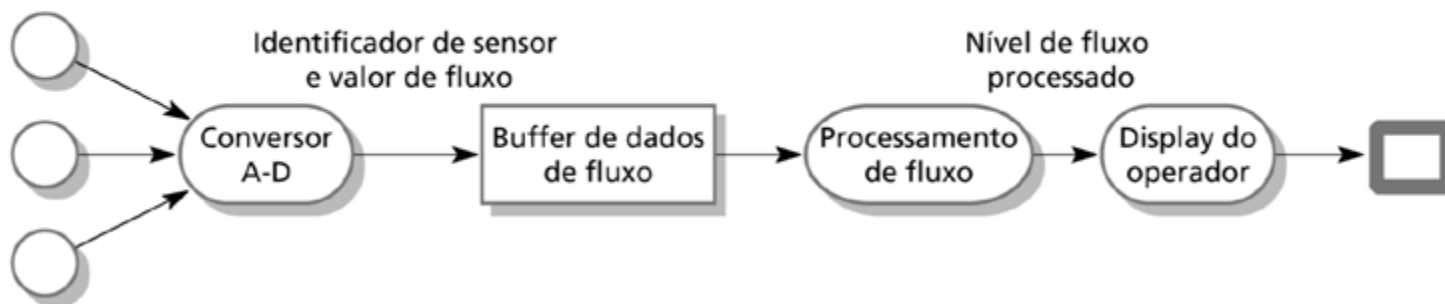 Identificador de sensor
e valor de fluxo
Nível de fluxo
processado
Conversor
A-D
Buffer de dados
de fluxo
Processamento
de fluxo
Display do
operador